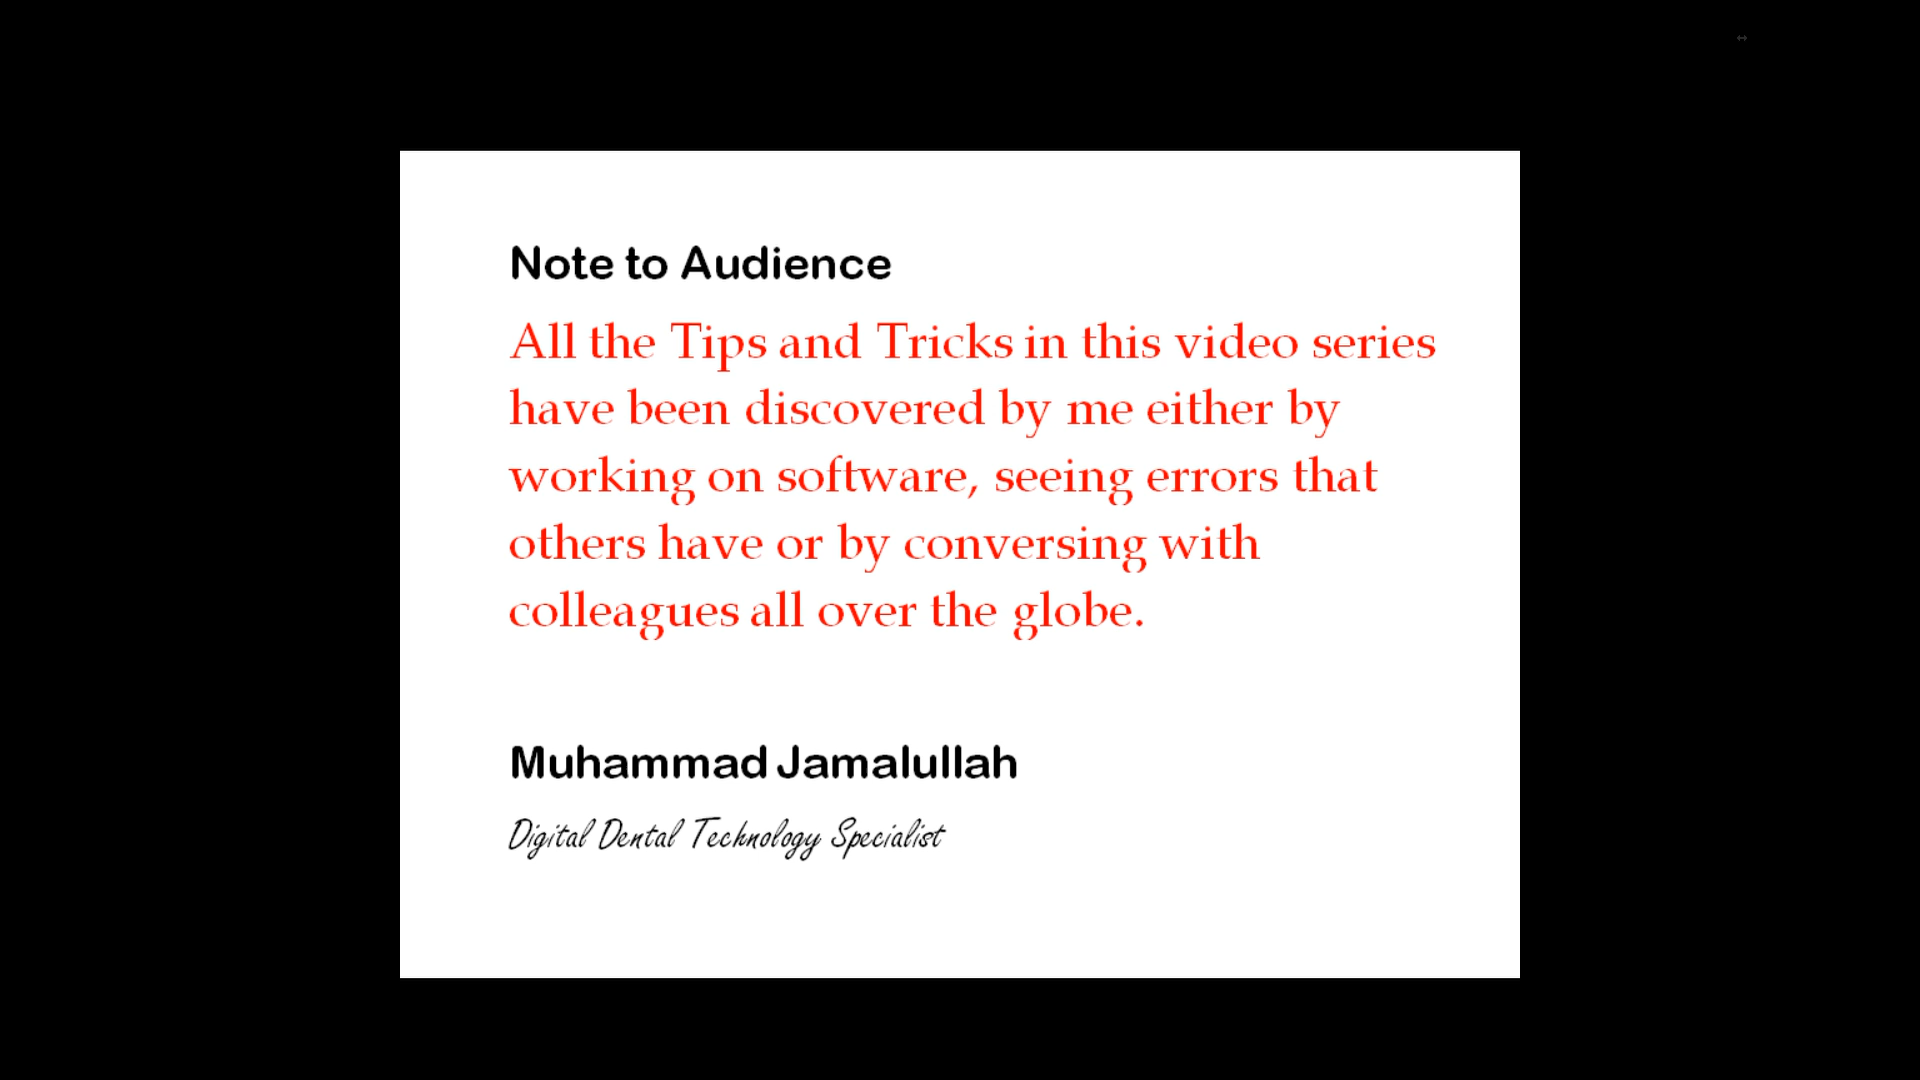 Note to Audience
All the Tips and Tricks in this video series
have been discovered by me either by
working on software, seeing errors that
others have or by conversing with
colleagues all over the globe.
Muhammad Jamalullah
Digital Dental Technology Specialist